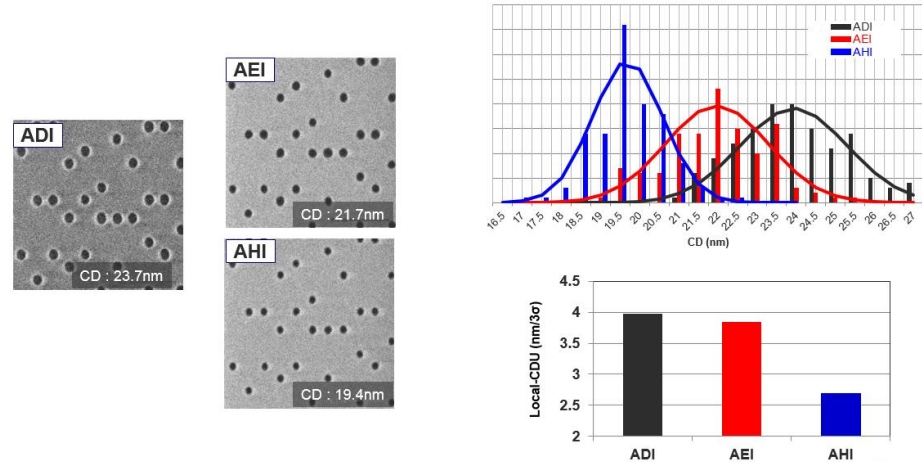 ADI
CD : 23.7nm
AEI
CD : 21.7nm
AHI
CD : 19.4nm
ADI
AEI
AHI
16.5 17 17.5 18 18.5 19 19.5 20 20.5 21 21.5 22 22.5 23 23.5 24 24.5 25 25.5 26 26.5 27
CD (nm)
Local-CDU (nm/3σ)
4.5
4
3.5
3
2.5
2
ADI AEI AHI